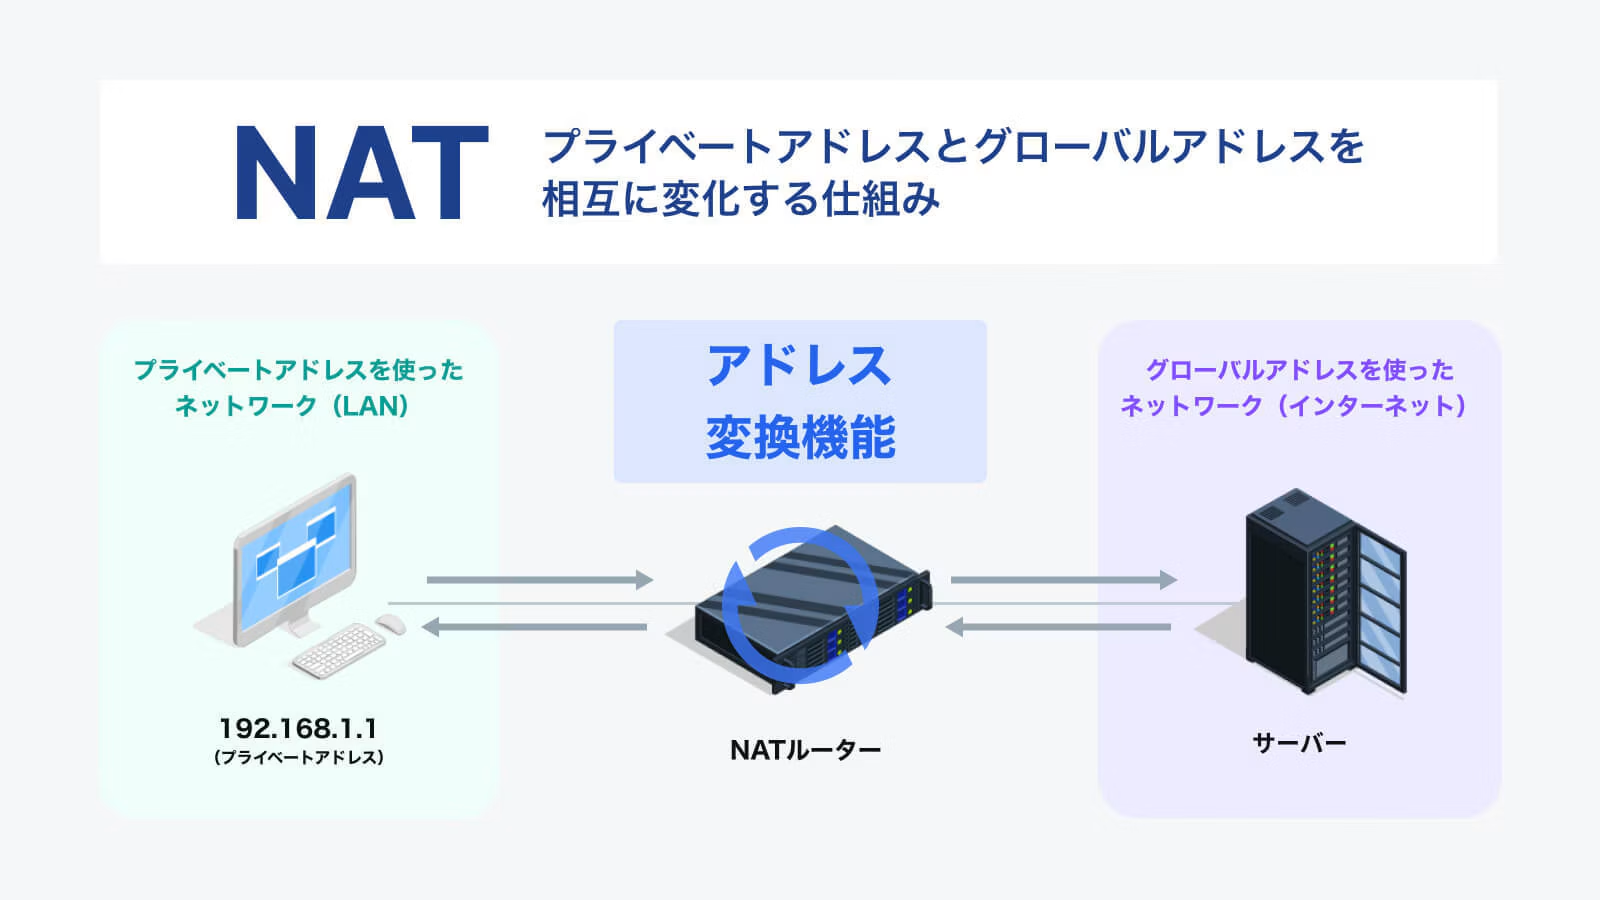 NAT
プライベートアドレスとグローバルアドレスを
相互に変化する仕組み
プライベートアドレスを使った
ネットワーク（LAN）
アドレス
変換機能
グローバルアドレスを使った
ネットワーク（インターネット）
192.168.1.1
（プライベートアドレス）
NATルーター
サーバー